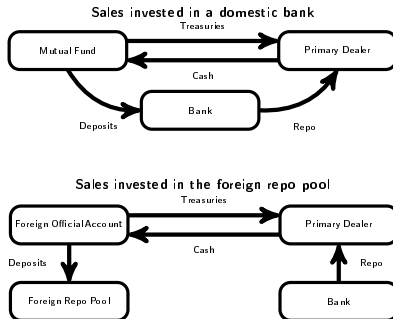 Sales invested in a domestic bank
Treasuries
Mutual Fund
Primary Dealer
Cash
Bank
Deposits
Repo
Sales invested in the foreign repo pool
Treasuries
Foreign Official Account
Primary Dealer
Cash
Deposits
Repo
Foreign Repo Pool
Bank